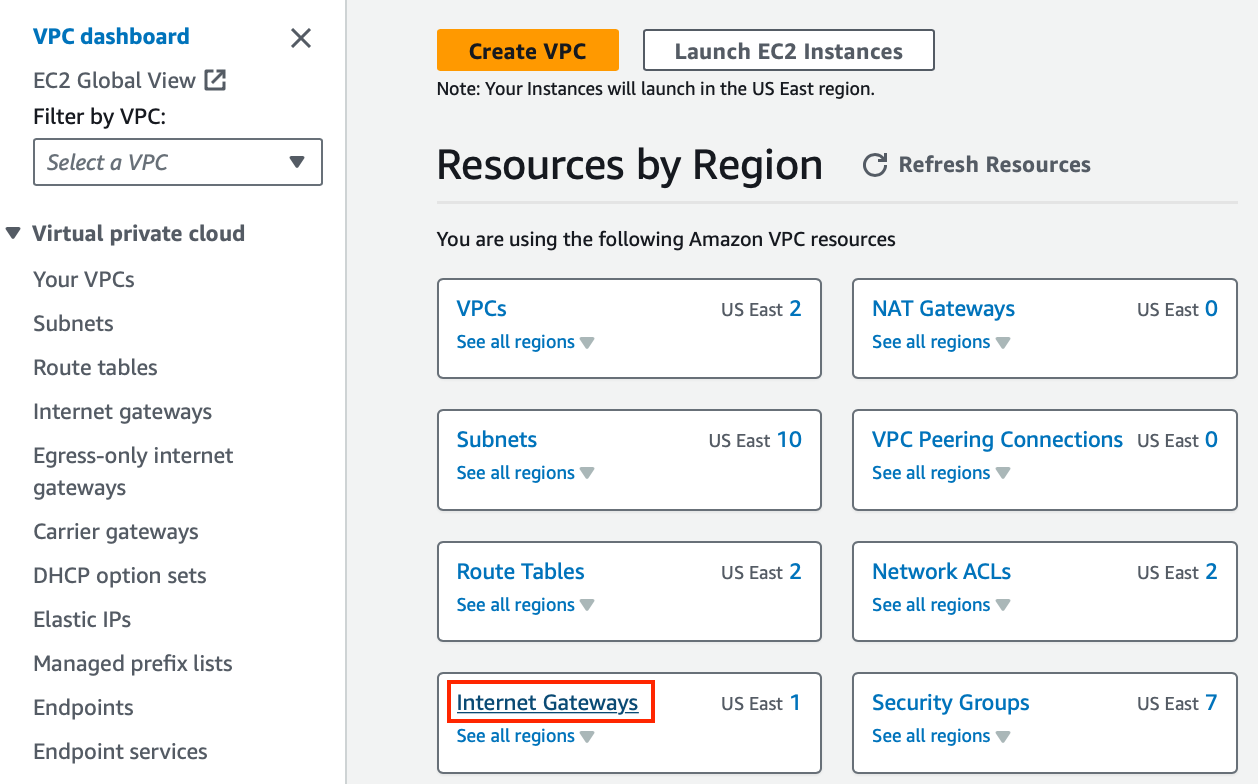 VPC dashboard
EC2 Global View
Filter by VPC:
Select a VPC
Virtual private cloud
Your VPCs
Subnets
Route tables
Internet gateways
Egress-only internet
gateways
Carrier gateways
DHCP option sets
Elastic IPs
Managed prefix lists
Endpoints
Endpoint services
Create VPC
Launch EC2 Instances
Note: Your Instances will launch in the US East region.
Resources by Region
Refresh Resources
You are using the following Amazon VPC resources
VPCs US East 2
See all regions
NAT Gateways US East 0
See all regions
Subnets US East 10
See all regions
VPC Peering Connections US East 0
See all regions
Route Tables US East 2
See all regions
Network ACLs US East 2
See all regions
Internet Gateways US East 1
See all regions
Security Groups US East 7
See all regions